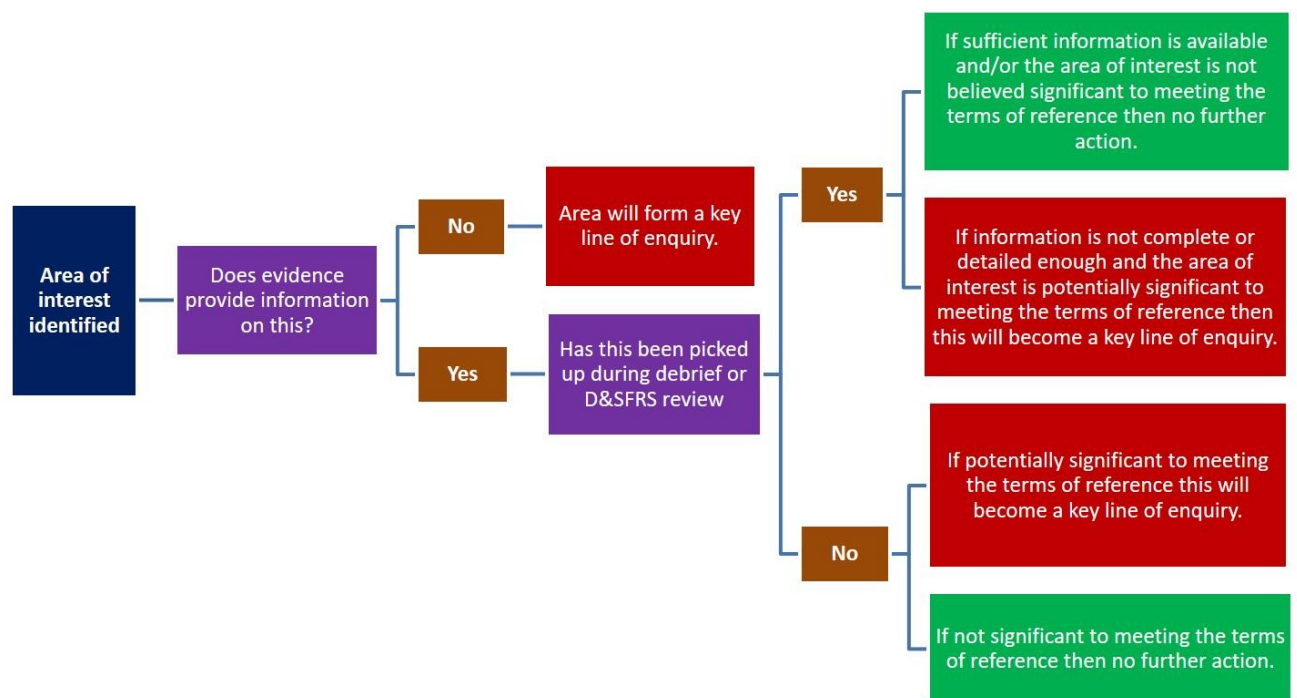 Area of
interest
identified
Does evidence
provide information
on this?
No
Area will form a key
line of enquiry.
Yes
Has this been picked
up during debrief or
D&SFRS review
Yes
If sufficient information is available
and/or the area of interest is not
believed significant to meeting the
terms of reference then no further
action.
If information is not complete or
detailed enough and the area of
interest is potentially significant to
meeting the terms of reference then
this will become a key line of enquiry.
No
If potentially significant to meeting
the terms of reference this will
become a key line of enquiry.
If not significant to meeting the terms
of reference then no further action.